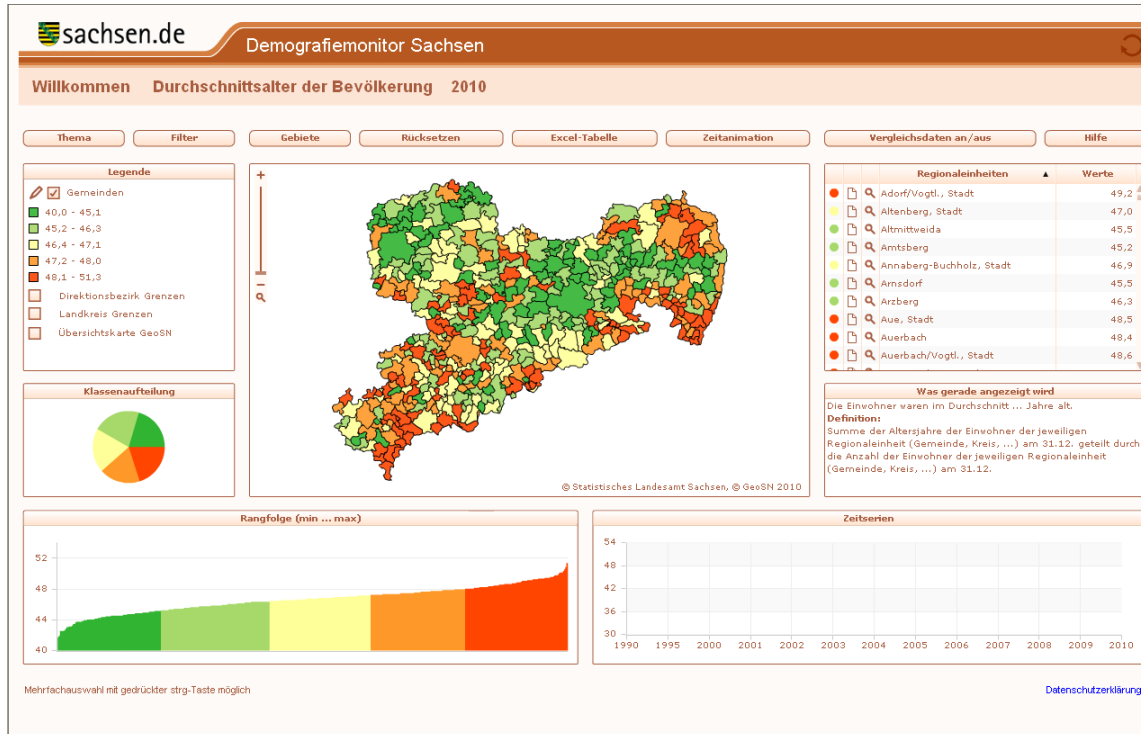 sachsen.de
Demografiemonitor Sachsen
Willkommen Durchschnittsalter der Bevölkerung 2010
Thema Filter Gebiete Rücksetzen Excel-Tabelle Zeitanimation Vergleichsdaten an/aus Hilfe
Legende
Gemeinden
40,0 - 45,1
45,2 - 46,3
46,4 - 47,1
47,2 - 48,0
48,1 - 51,3
Direktionsbezirk Grenzen
Landkreis Grenzen
Übersichtskarte GeoSN
Klassenaufteilung
© Statistisches Landesamt Sachsen, © GeoSN 2010
Regionaleinheiten Werte
Adorf/Vogtl., Stadt 49,2
Altenberg, Stadt 47,0
Altmittweida 45,5
Amtsberg 45,2
Annaberg-Buchholz, Stadt 46,9
Arnsdorf 45,5
Arzberg 46,3
Aue, Stadt 48,5
Auerbach 48,4
Auerbach/Vogtl., Stadt 48,6
Was gerade angezeigt wird
Die Einwohner waren im Durchschnitt ... Jahre alt.
Definition:
Summe der Altersjahre der Einwohner der jeweiligen
Regionaleinheit (Gemeinde, Kreis, ...) am 31.12. geteilt durch
die Anzahl der Einwohner der jeweiligen Regionaleinheit
(Gemeinde, Kreis, ...) am 31.12.
Rangfolge (min ... max)
52
48
44
40
Zeitserien
54
48
42
36
30
1990 1995 2000 2001 2002 2003 2004 2005 2006 2007 2008 2009 2010
Mehrfachauswahl mit gedrückter strg-Taste möglich
Datenschutzerklärung